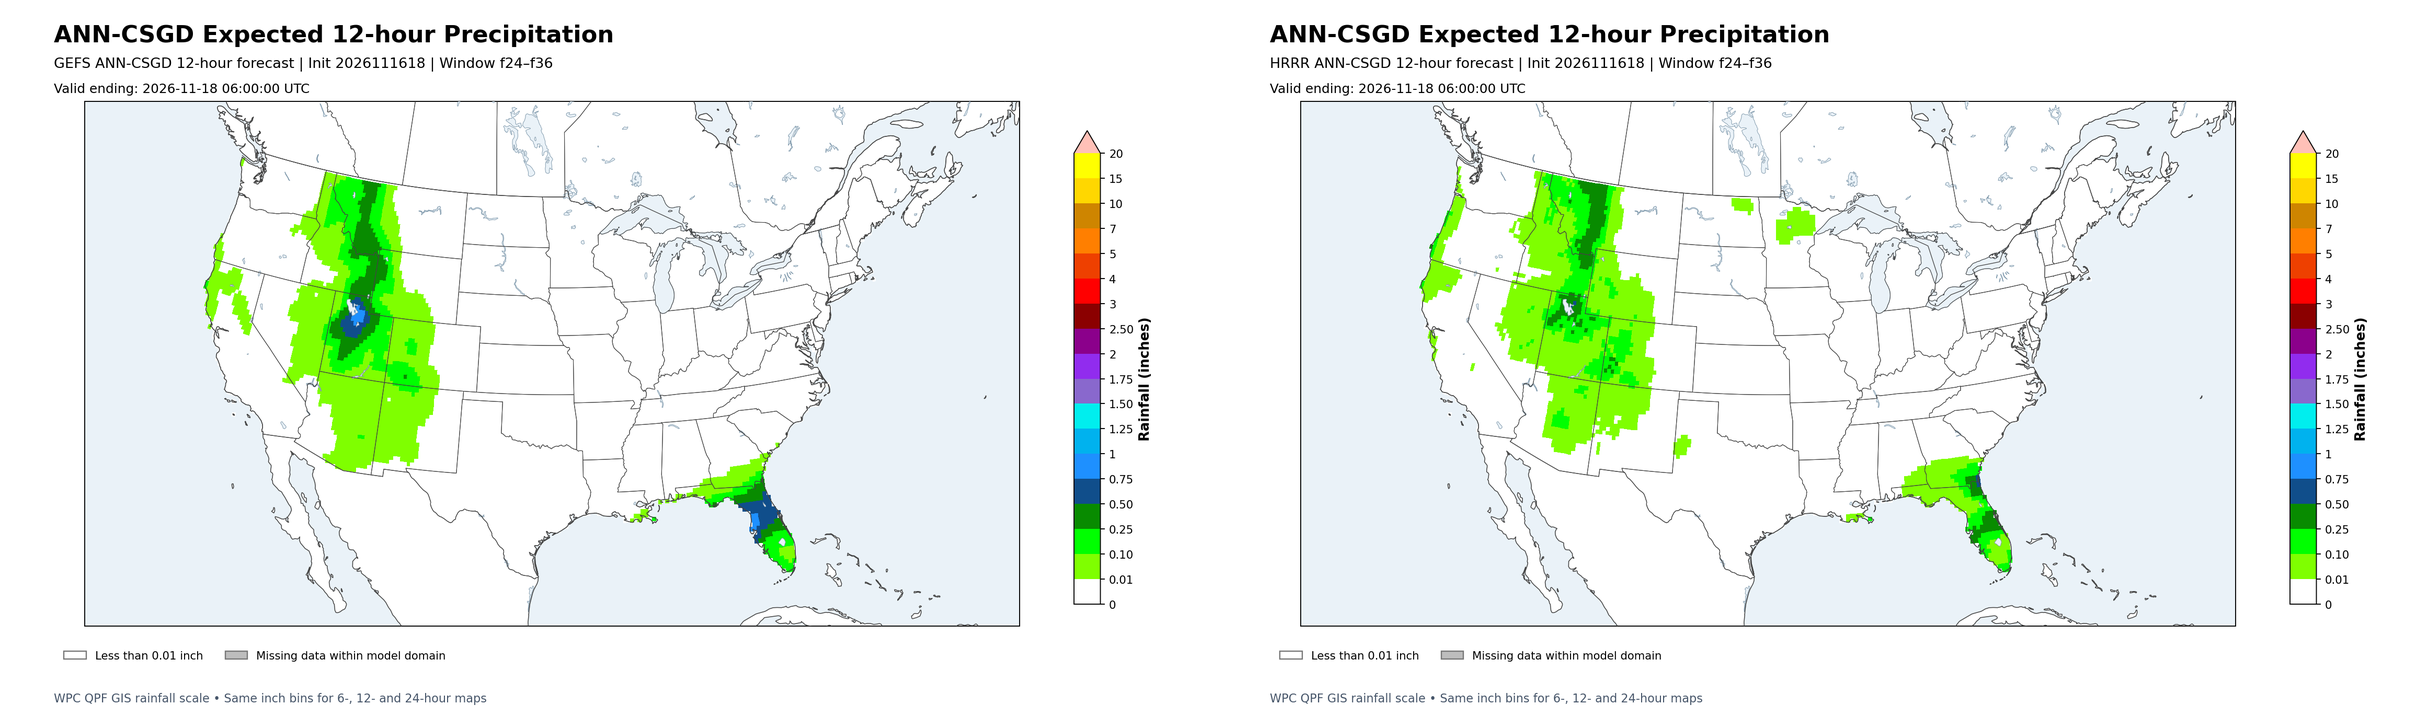 ANN-CSGD Expected 12-hour Precipitation
GEFS ANN-CSGD 12-hour forecast | Init 2026111618 | Window f24–f36
Valid ending: 2026-11-18 06:00:00 UTC
20
15
10
7
5
4
3
2.50
2
1.75
1.50
1.25
1
0.75
0.50
0.25
0.10
0.01
0
Rainfall (inches)
Less than 0.01 inch
Missing data within model domain
WPC QPF GIS rainfall scale • Same inch bins for 6-, 12- and 24-hour maps
ANN-CSGD Expected 12-hour Precipitation
HRRR ANN-CSGD 12-hour forecast | Init 2026111618 | Window f24–f36
Valid ending: 2026-11-18 06:00:00 UTC
20
15
10
7
5
4
3
2.50
2
1.75
1.50
1.25
1
0.75
0.50
0.25
0.10
0.01
0
Rainfall (inches)
Less than 0.01 inch
Missing data within model domain
WPC QPF GIS rainfall scale • Same inch bins for 6-, 12- and 24-hour maps